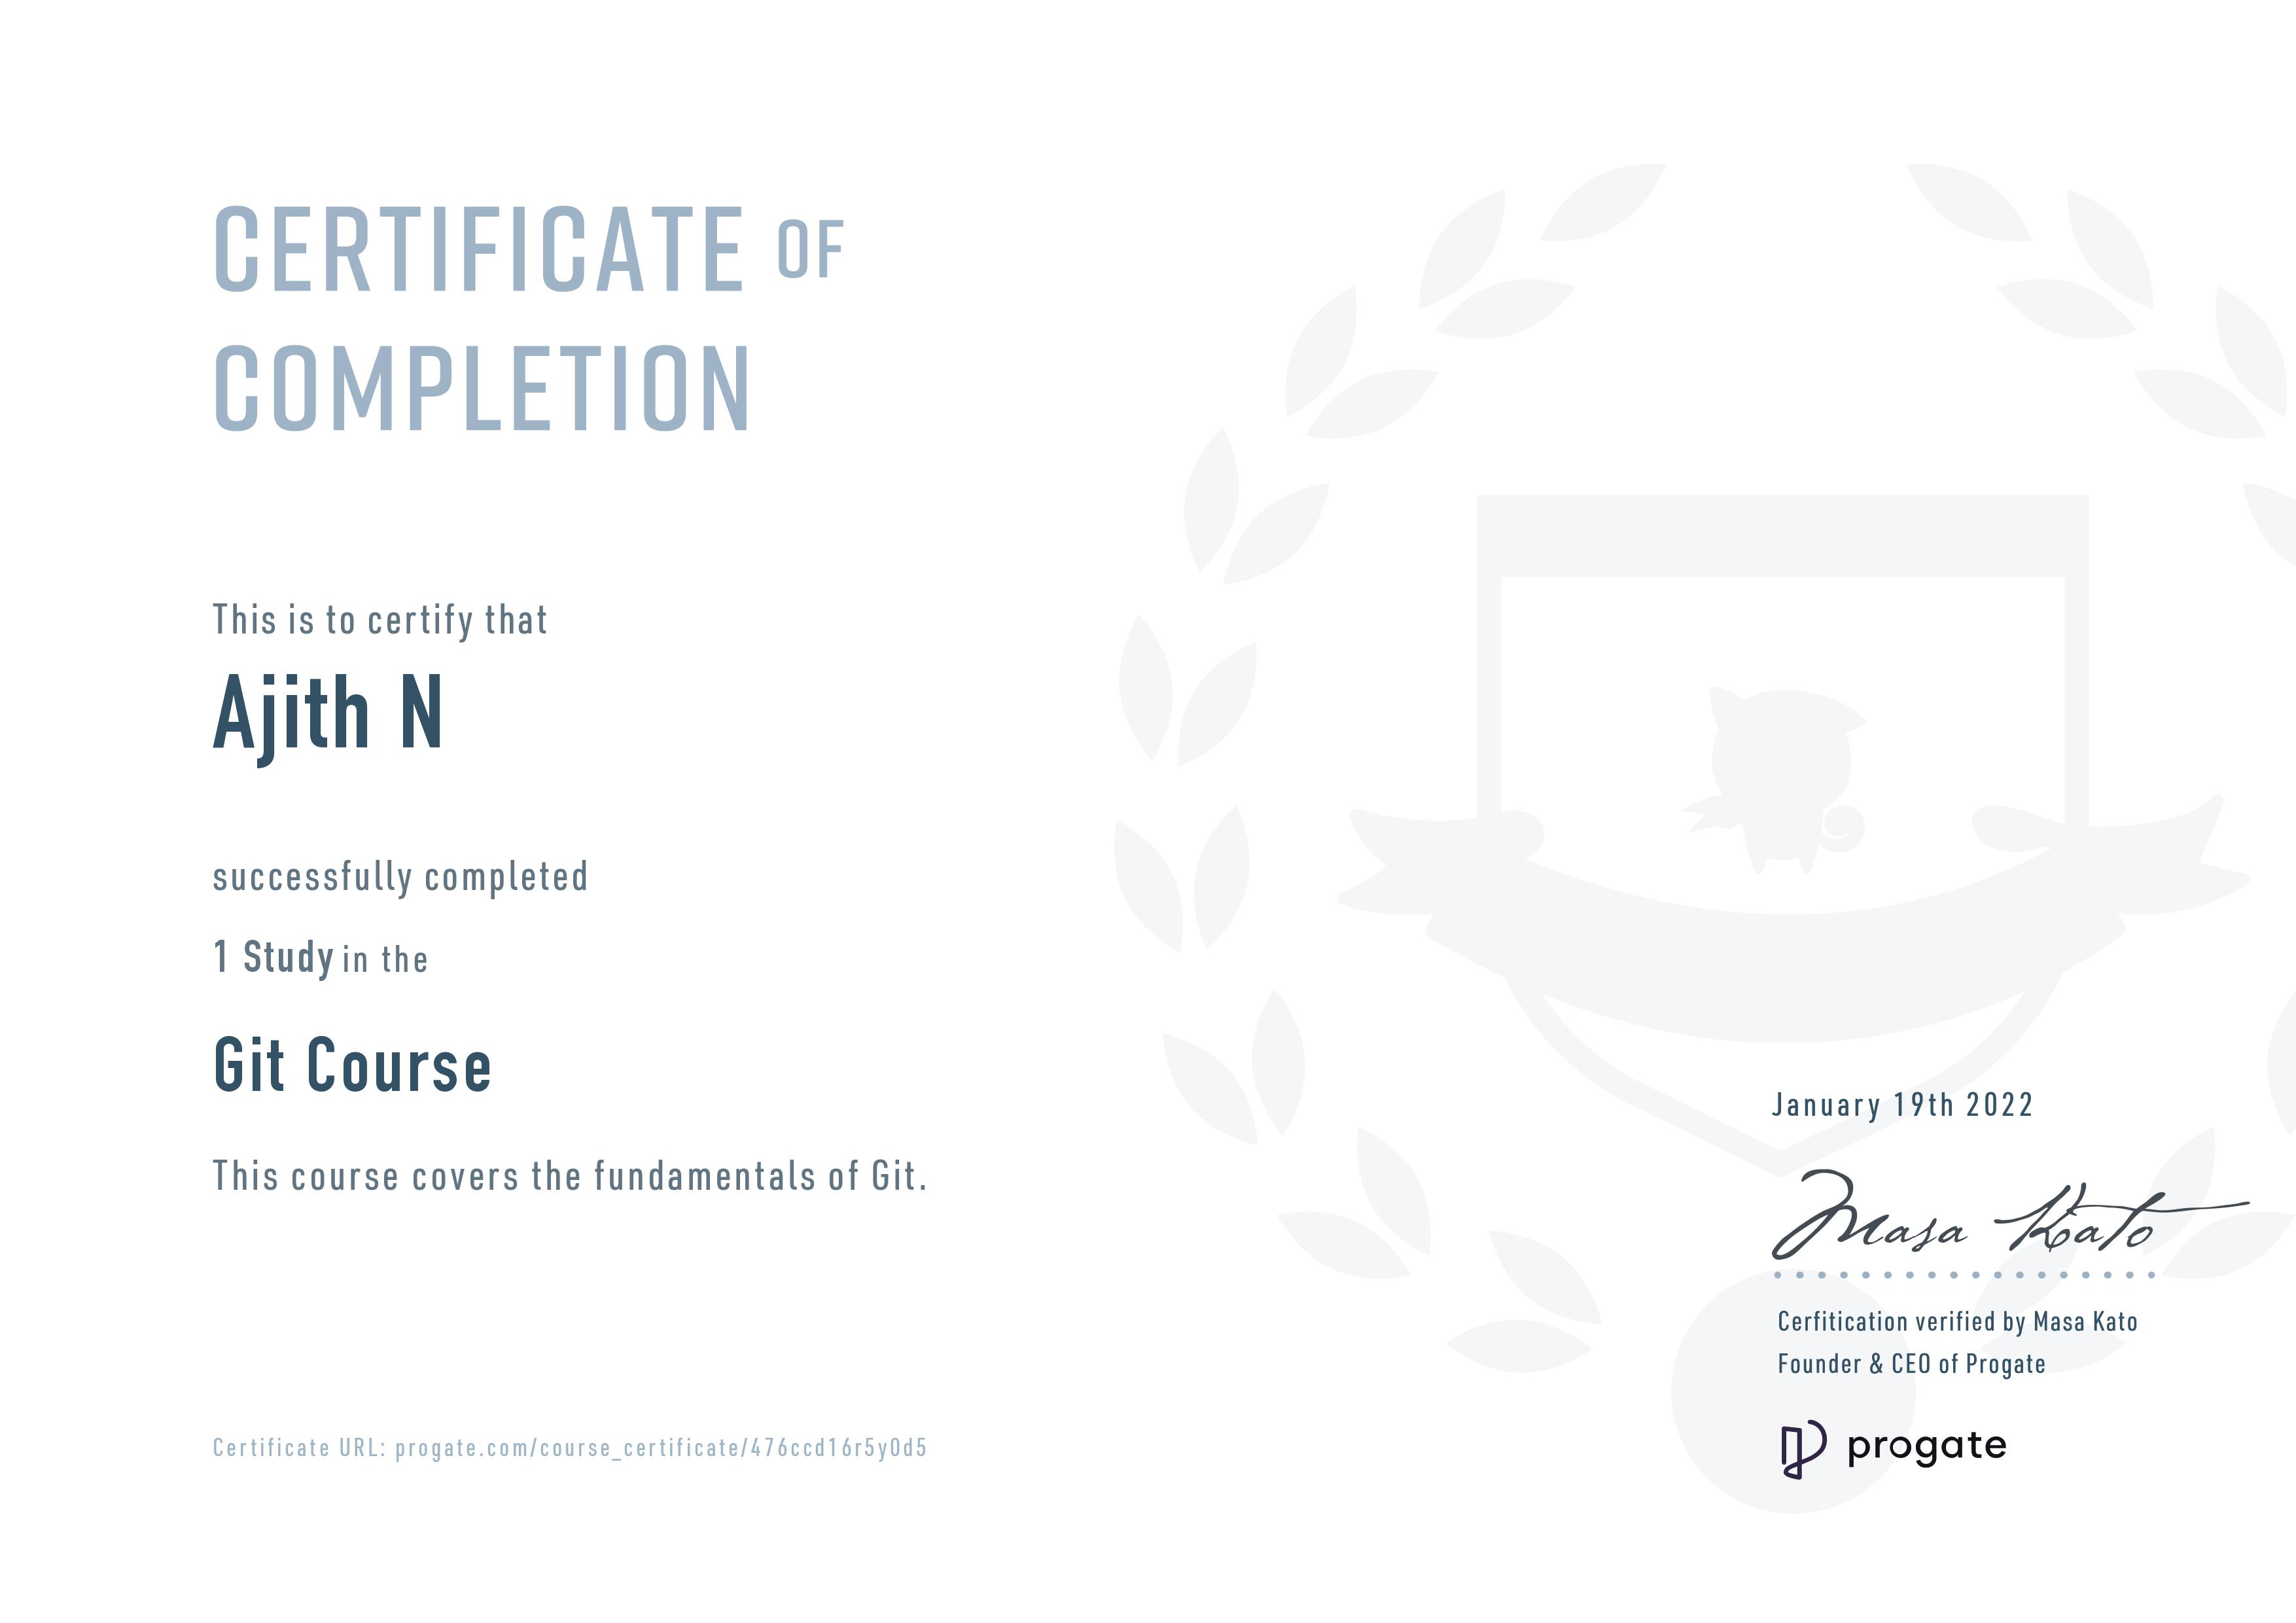 CERTIFICATE OF
COMPLETION
This is to certify that
Ajith N
successfully completed
1 Study in the
Git Course
This course covers the fundamentals of Git.
Certificate URL: progate.com/course_certificate/476ccd16r5y0d5
January 19th 2022
Masa Kato
Cerfitication verified by Masa Kato
Founder & CEO of Progate
progate